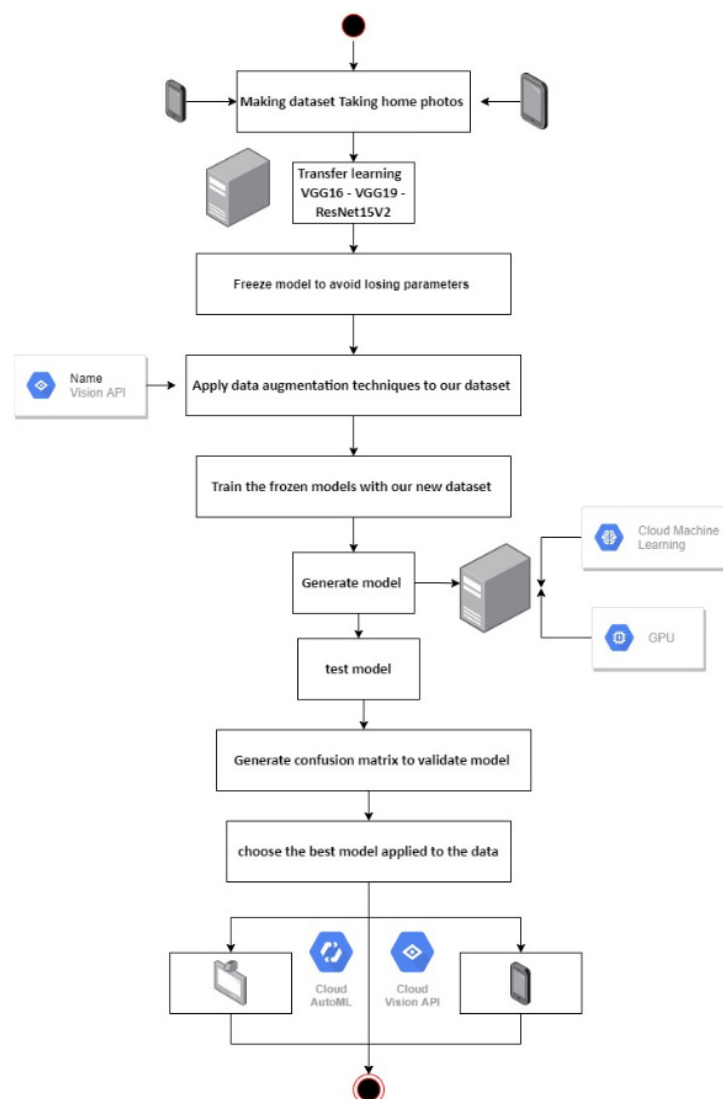 Making dataset Taking home photos
Transfer learning
VGG16 - VGG19 -
ResNet15V2
Freeze model to avoid losing parameters
Name
Vision API
Apply data augmentation techniques to our dataset
Train the frozen models with our new dataset
Cloud Machine
Learning
Generate model
GPU
test model
Generate confusion matrix to validate model
choose the best model applied to the data
Cloud
AutoML
Cloud
Vision API